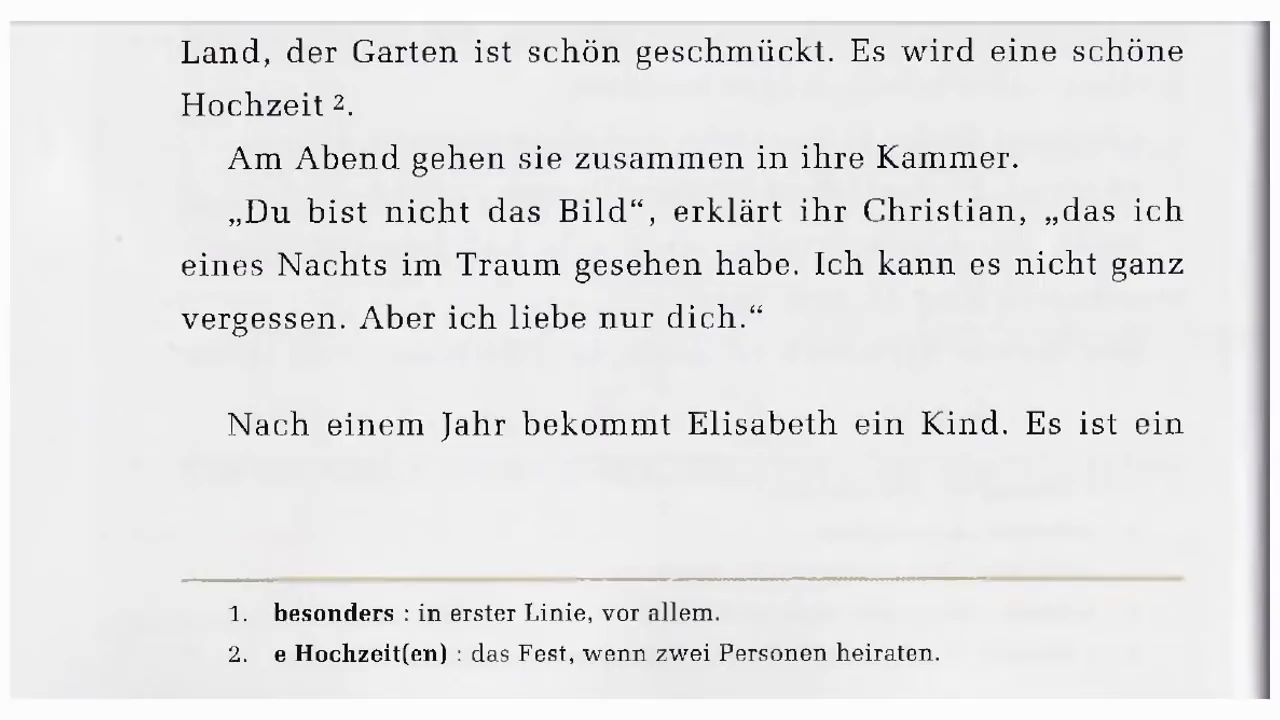 Land, der Garten ist schön geschmückt. Es wird eine schöne
Hochzeit ².
Am Abend gehen sie zusammen in ihre Kammer.
„Du bist nicht das Bild“, erklärt ihr Christian, „das ich
eines Nachts im Traum gesehen habe. Ich kann es nicht ganz
vergessen. Aber ich liebe nur dich.“
Nach einem Jahr bekommt Elisabeth ein Kind. Es ist ein
1. besonders : in erster Linie, vor allem.
2. e Hochzeit(en) : das Fest, wenn zwei Personen heiraten.